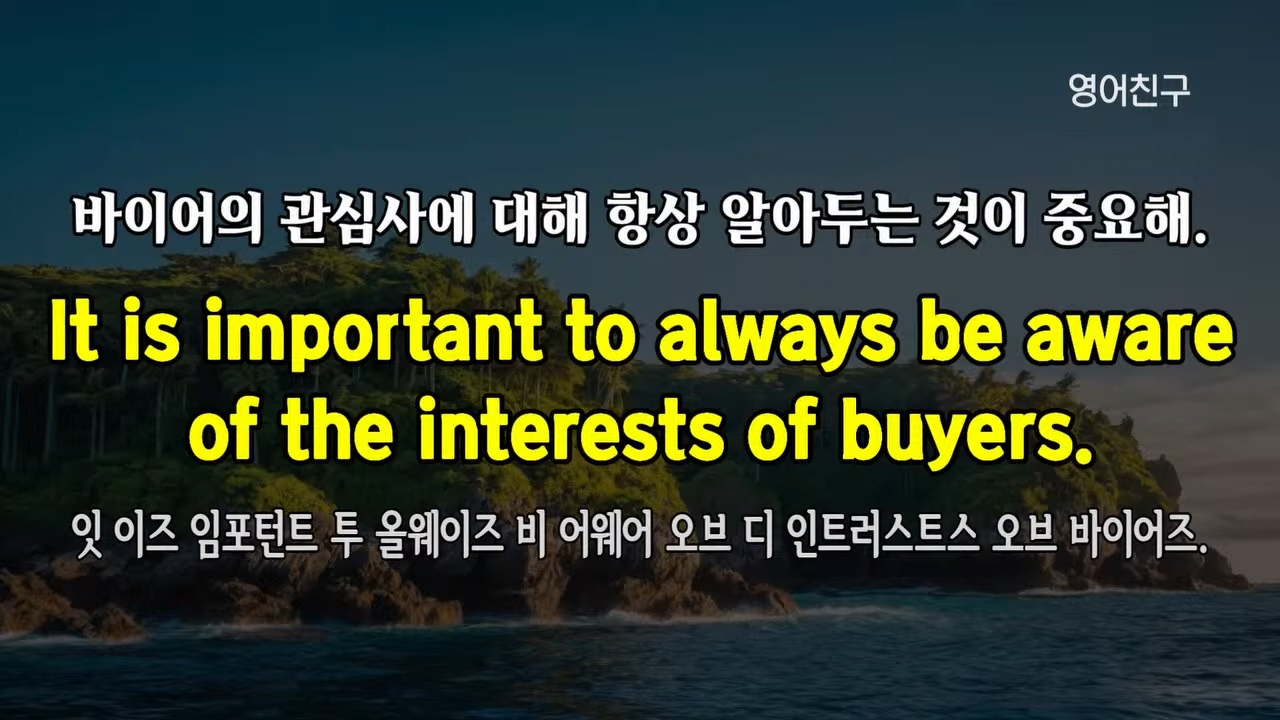 영어친구
바이어의 관심사에 대해 항상 알아두는 것이 중요해.
It is important to always be aware
of the interests of buyers.
잇 이즈 임포턴트 투 올웨이즈 비 어웨어 오브 디 인트러스트스 오브 바이어즈.